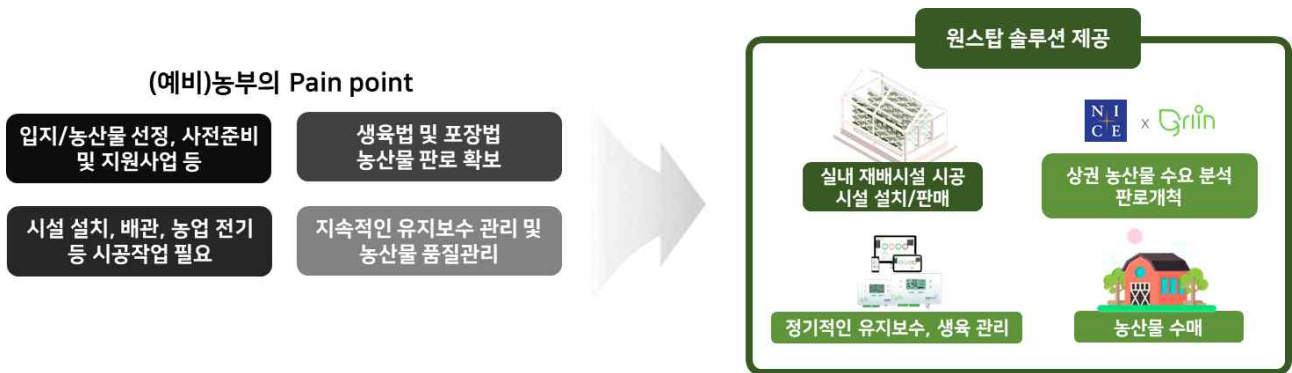 (예비)농부의 Pain point
입지/농산물 선정, 사전준비
및 지원사업 등
생육법 및 포장법
농산물 판로 확보
시설 설치, 배관, 농업 전기
등 시공작업 필요
지속적인 유지보수 관리 및
농산물 품질관리
원스탑 솔루션 제공
실내 재배시설 시공
시설 설치/판매
NI
CE
x
Griin
상권 농산물 수요 분석
판로개척
정기적인 유지보수, 생육 관리
농산물 수매